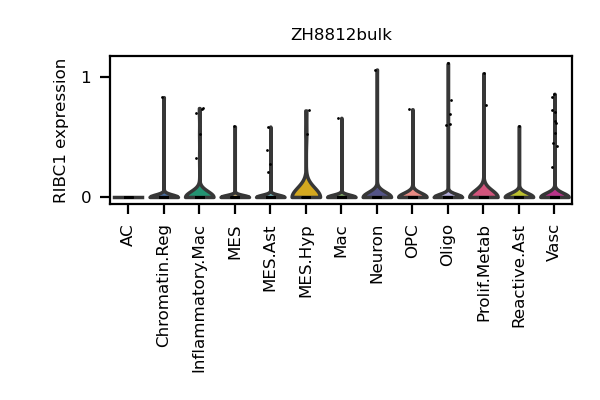 ZH8812bulk
RIBC1 expression
1
0
AC
Chromatin.Reg
Inflammatory.Mac
MES
MES.Ast
MES.Hyp
Mac
Neuron
OPC
Oligo
Prolif.Metab
Reactive.Ast
Vasc